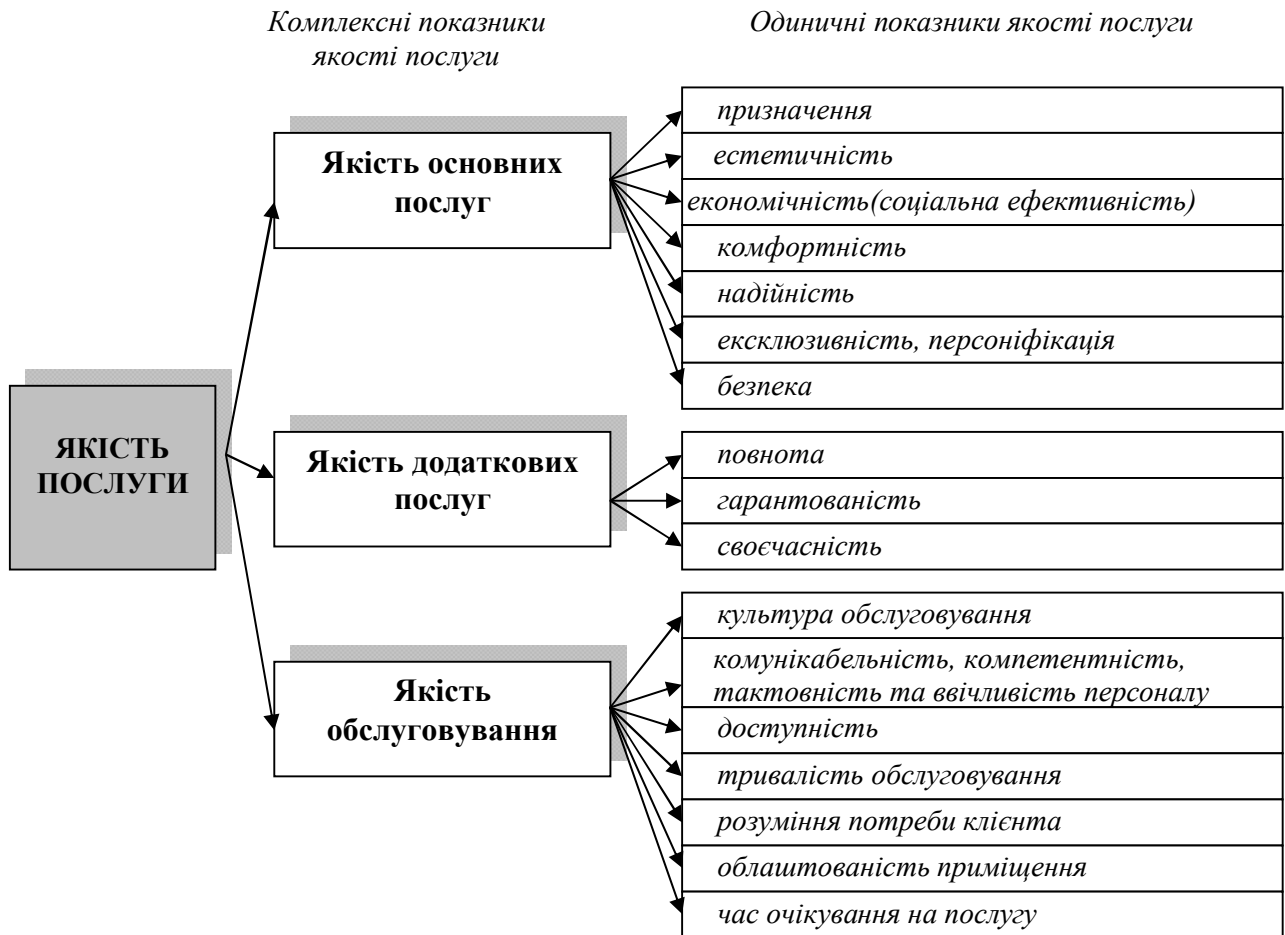 Комплексні показники
якості послуги
Одиничні показники якості послуги
ЯКІСТЬ
ПОСЛУГИ
Якість основних
послуг
призначення
естетичність
економічність(соціальна ефективність)
комфортність
надійність
ексклюзивність, персоніфікація
безпека
Якість додаткових
послуг
повнота
гарантованість
своєчасність
Якість
обслуговування
культура обслуговування
комунікабельність, компетентність,
тактовність та ввічливість персоналу
доступність
тривалість обслуговування
розуміння потреби клієнта
облаштованість приміщення
час очікування на послугу